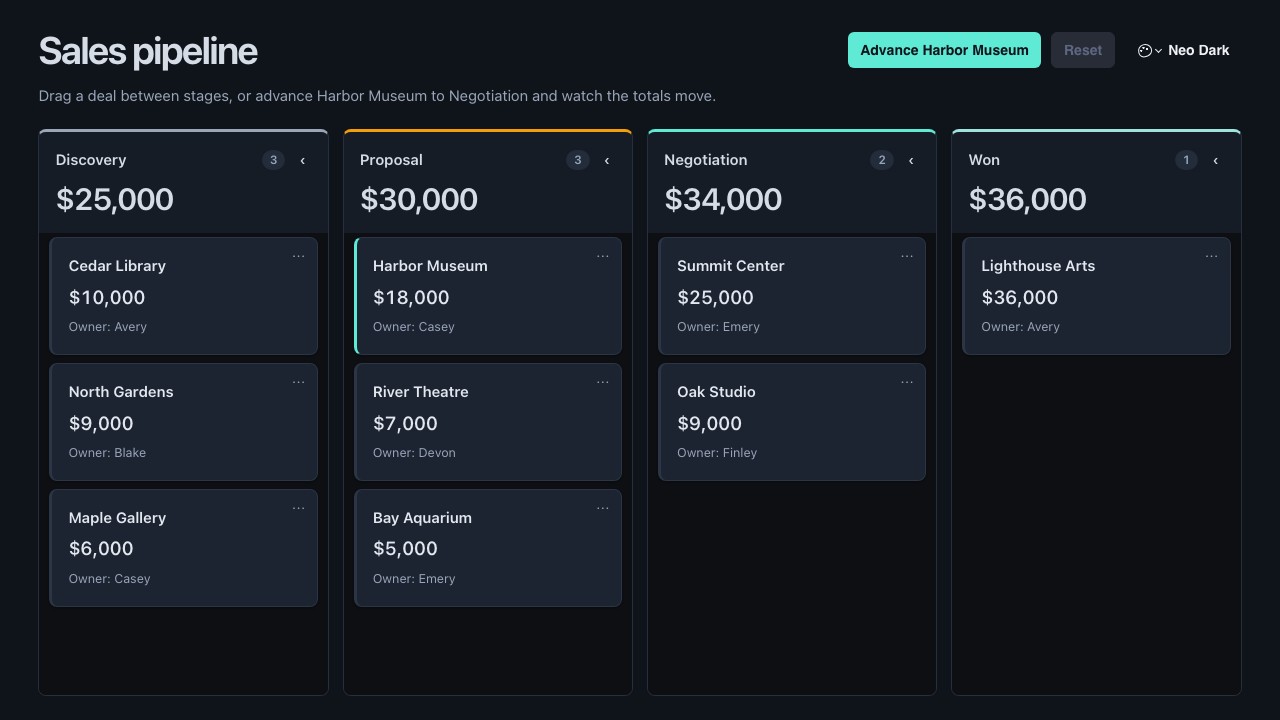 Sales pipeline
Advance Harbor Museum
Reset
Neo Dark
Drag a deal between stages, or advance Harbor Museum to Negotiation and watch the totals move.
Discovery
3
$25,000
Cedar Library
$10,000
Owner: Avery
North Gardens
$9,000
Owner: Blake
Maple Gallery
$6,000
Owner: Casey
Proposal
3
$30,000
Harbor Museum
$18,000
Owner: Casey
River Theatre
$7,000
Owner: Devon
Bay Aquarium
$5,000
Owner: Emery
Negotiation
2
$34,000
Summit Center
$25,000
Owner: Emery
Oak Studio
$9,000
Owner: Finley
Won
1
$36,000
Lighthouse Arts
$36,000
Owner: Avery